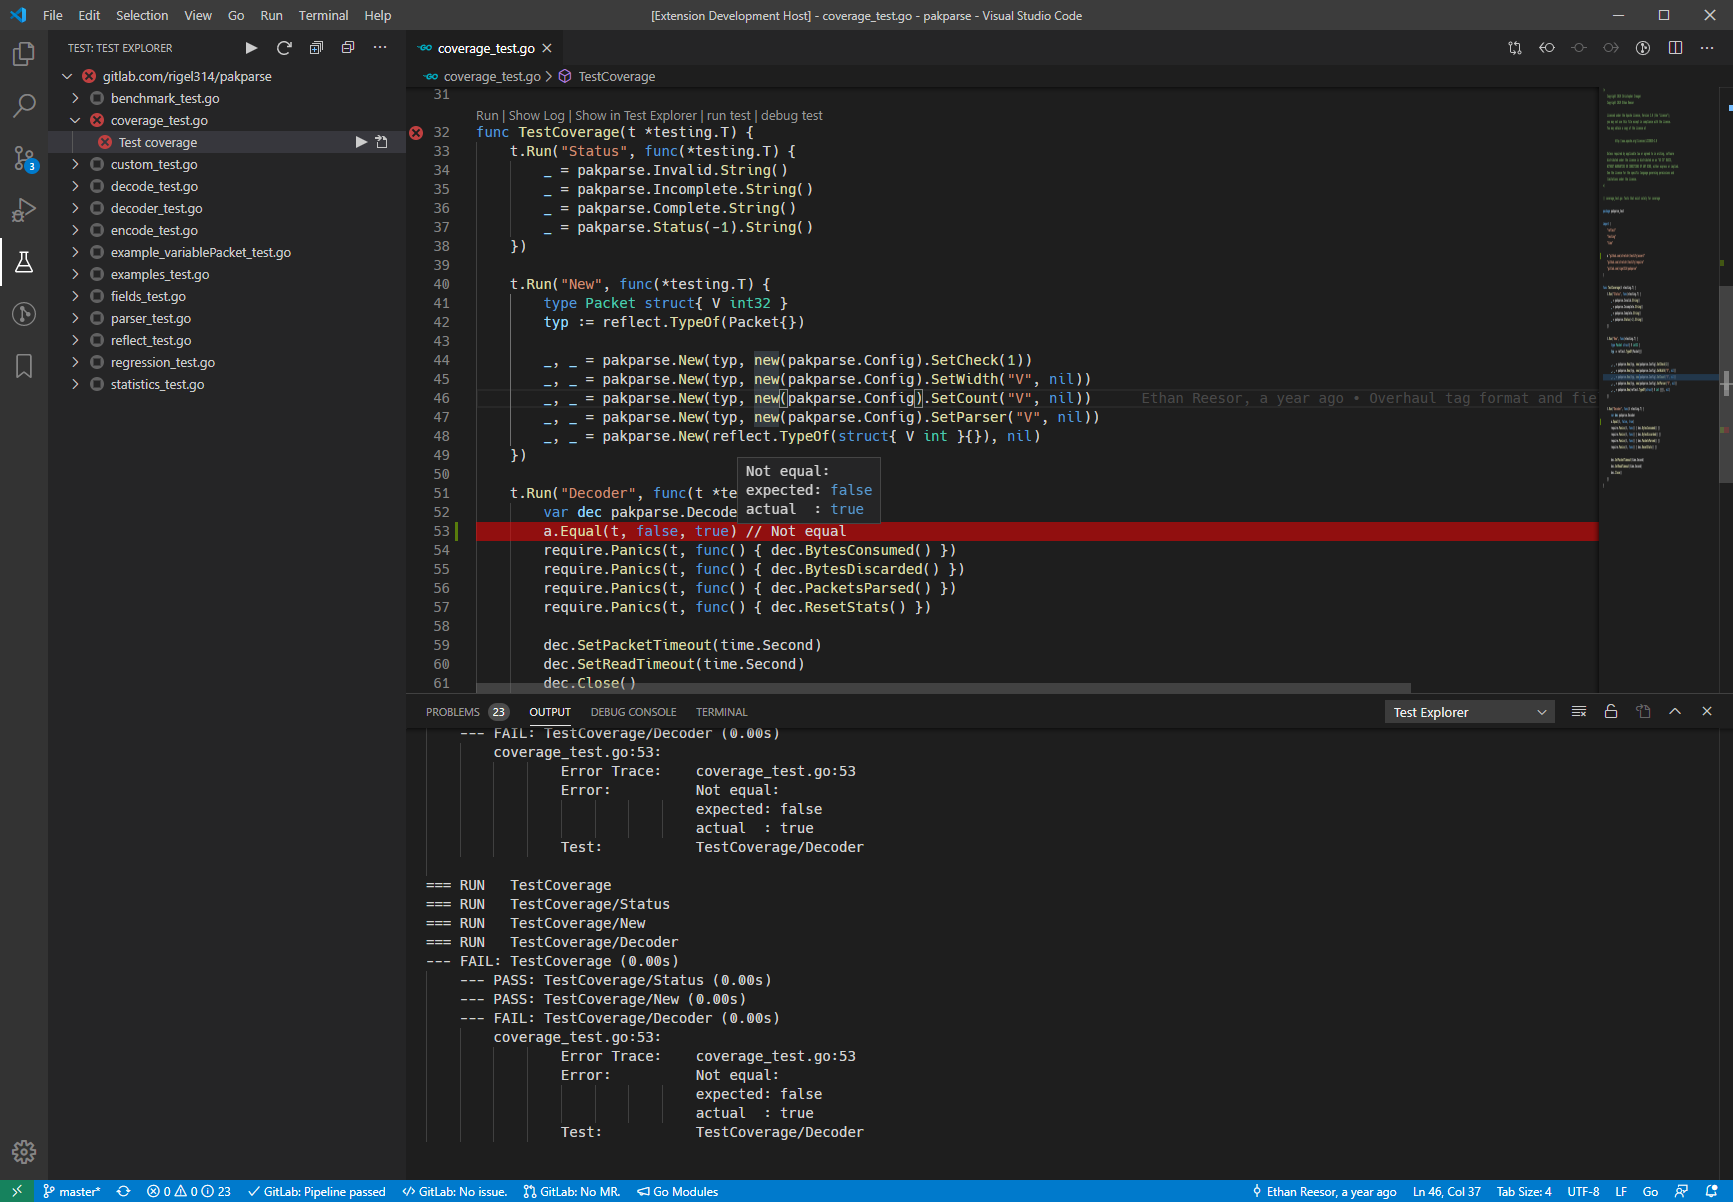 File Edit Selection View Go Run Terminal Help
[Extension Development Host] - coverage_test.go - pakparse - Visual Studio Code
TEST: TEST EXPLORER
gitlab.com/rigel314/pakparse
benchmark_test.go
coverage_test.go
Test coverage
custom_test.go
decode_test.go
decoder_test.go
encode_test.go
example_variablePacket_test.go
examples_test.go
fields_test.go
parser_test.go
reflect_test.go
regression_test.go
statistics_test.go
3
coverage_test.go
coverage_test.go > TestCoverage
31
Run | Show Log | Show in Test Explorer | run test | debug test
32 func TestCoverage(t *testing.T) {
33 t.Run("Status", func(*testing.T) {
34 _ = pakparse.Invalid.String()
35 _ = pakparse.Incomplete.String()
36 _ = pakparse.Complete.String()
37 _ = pakparse.Status(-1).String()
38 })
39
40 t.Run("New", func(*testing.T) {
41 type Packet struct{ V int32 }
42 typ := reflect.TypeOf(Packet{})
43
44 _, _ = pakparse.New(typ, new(pakparse.Config).SetCheck(1))
45 _, _ = pakparse.New(typ, new(pakparse.Config).SetWidth("V", nil))
46 _, _ = pakparse.New(typ, new(pakparse.Config).SetCount("V", nil)) Ethan Reesor, a year ago • Overhaul tag format and fie
47 _, _ = pakparse.New(typ, new(pakparse.Config).SetParser("V", nil))
48 _, _ = pakparse.New(reflect.TypeOf(struct{ V int }{}), nil)
49 })
50
Not equal:
expected: false
actual : true
51 t.Run("Decoder", func(t *te
52 var dec pakparse.Decode
53 a.Equal(t, false, true) // Not equal
54 require.Panics(t, func() { dec.BytesConsumed() })
55 require.Panics(t, func() { dec.BytesDiscarded() })
56 require.Panics(t, func() { dec.PacketsParsed() })
57 require.Panics(t, func() { dec.ResetStats() })
58
59 dec.SetPacketTimeout(time.Second)
60 dec.SetReadTimeout(time.Second)
61 dec.Close()
PROBLEMS 23 OUTPUT DEBUG CONSOLE TERMINAL Test Explorer
--- FAIL: TestCoverage/Decoder (0.00s)
coverage_test.go:53:
Error Trace: coverage_test.go:53
Error: Not equal:
expected: false
actual : true
Test: TestCoverage/Decoder
=== RUN TestCoverage
=== RUN TestCoverage/Status
=== RUN TestCoverage/New
=== RUN TestCoverage/Decoder
--- FAIL: TestCoverage (0.00s)
--- PASS: TestCoverage/Status (0.00s)
--- PASS: TestCoverage/New (0.00s)
--- FAIL: TestCoverage/Decoder (0.00s)
coverage_test.go:53:
Error Trace: coverage_test.go:53
Error: Not equal:
expected: false
actual : true
Test: TestCoverage/Decoder
master* 0 0 23 GitLab: Pipeline passed GitLab: No issue. GitLab: No MR. Go Modules Ethan Reesor, a year ago Ln 46, Col 37 Tab Size: 4 UTF-8 LF Go